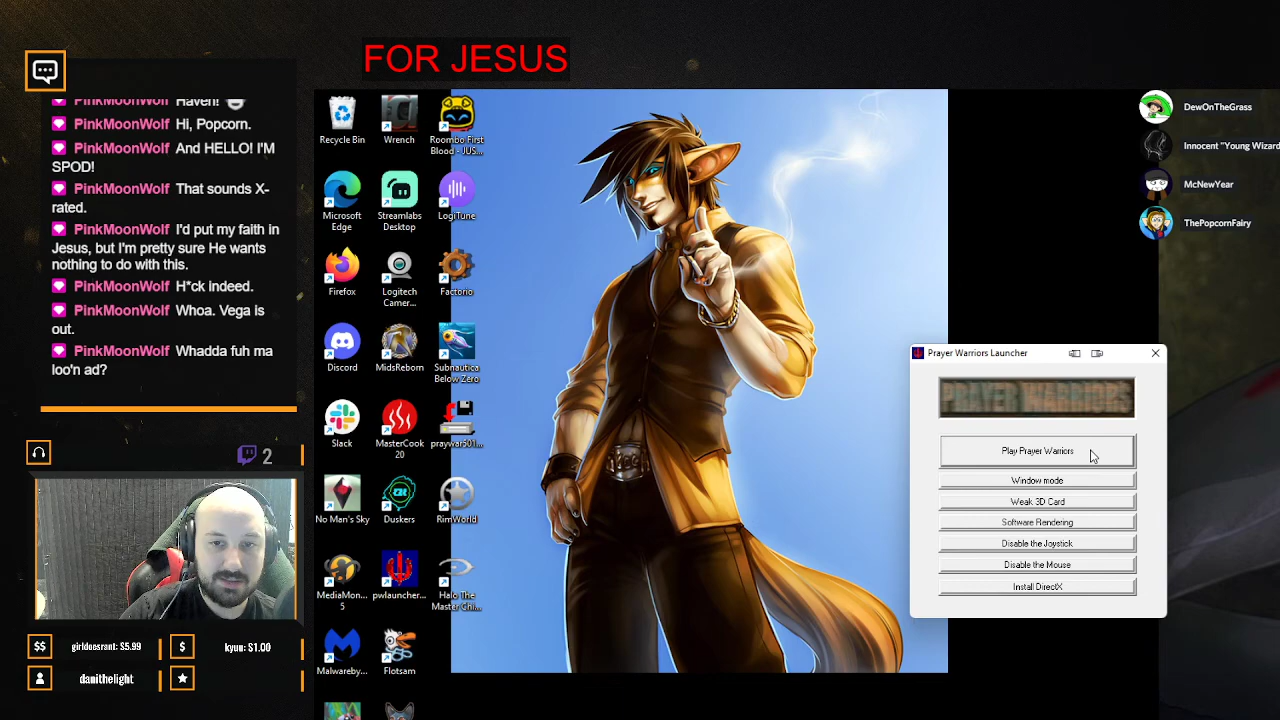 FOR JESUS
PinkMoonWolf Haven!
PinkMoonWolf Hi, Popcorn.
PinkMoonWolf And HELLO! I'M
SPOD!
PinkMoonWolf That sounds X-
rated.
PinkMoonWolf I'd put my faith in
Jesus, but I'm pretty sure He wants
nothing to do with this.
PinkMoonWolf H*ck indeed.
PinkMoonWolf Whoa. Vega is
out.
PinkMoonWolf Whadda fuh ma
loo'n ad?
2
girldoesrant: $5.99
$$
$
kyuu: $1.00
danithelight
Recycle Bin
Wrench
Roombo First
Blood - JUS...
Microsoft
Edge
Streamlabs
Desktop
LogiTune
Firefox
Logitech
Camer...
Factorio
Discord
MidsReborn
Subnautica
Below Zero
Slack
MasterCook
20
praywar501...
No Man's Sky
Duskers
RimWorld
MediaMon...
5
pwlauncher...
Halo The
Master Chi...
Malwareby...
Flotsam
Prayer Warriors Launcher
PRAYER WARRIORS
Play Prayer Warriors
Window mode
Weak 3D Card
Software Rendering
Disable the Joystick
Disable the Mouse
Install DirectX
DewOnTheGrass
Innocent "Young Wizard
McNewYear
ThePopcornFairy